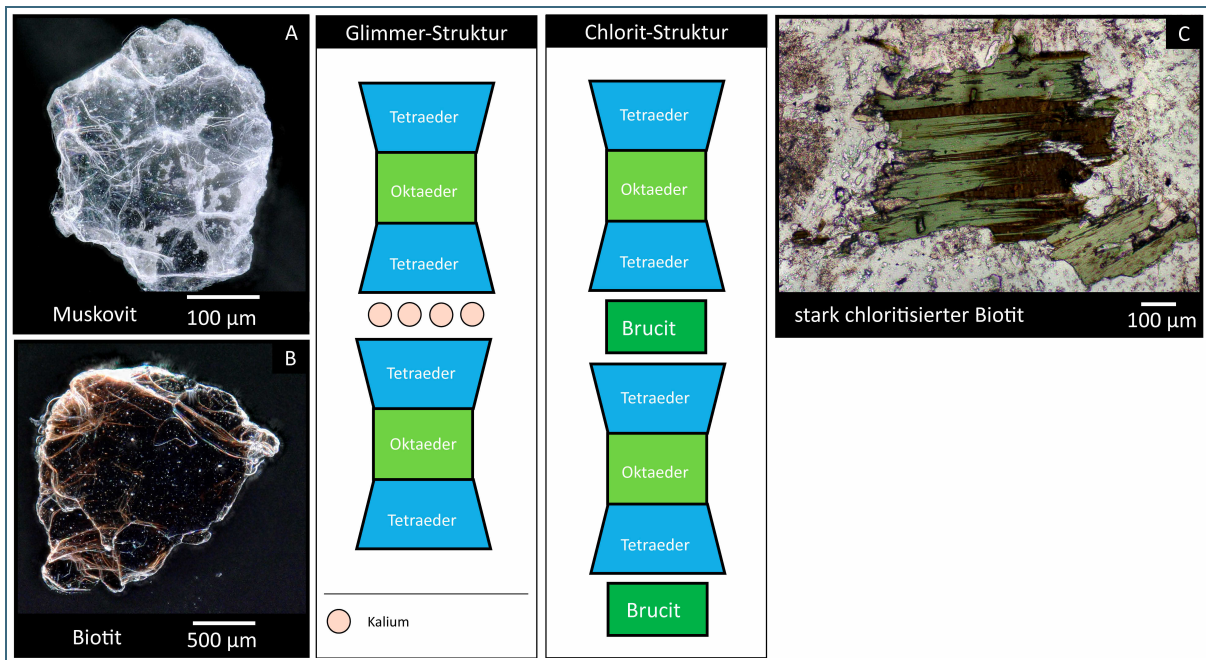 A
Muskovit
100 µm
B
Biotit
500 µm
Glimmer-Struktur
Tetraeder
Oktaeder
Tetraeder
Tetraeder
Oktaeder
Tetraeder
Kalium
Chlorit-Struktur
Tetraeder
Oktaeder
Tetraeder
Brucit
Tetraeder
Oktaeder
Tetraeder
Brucit
C
stark chloritisierter Biotit
100 µm